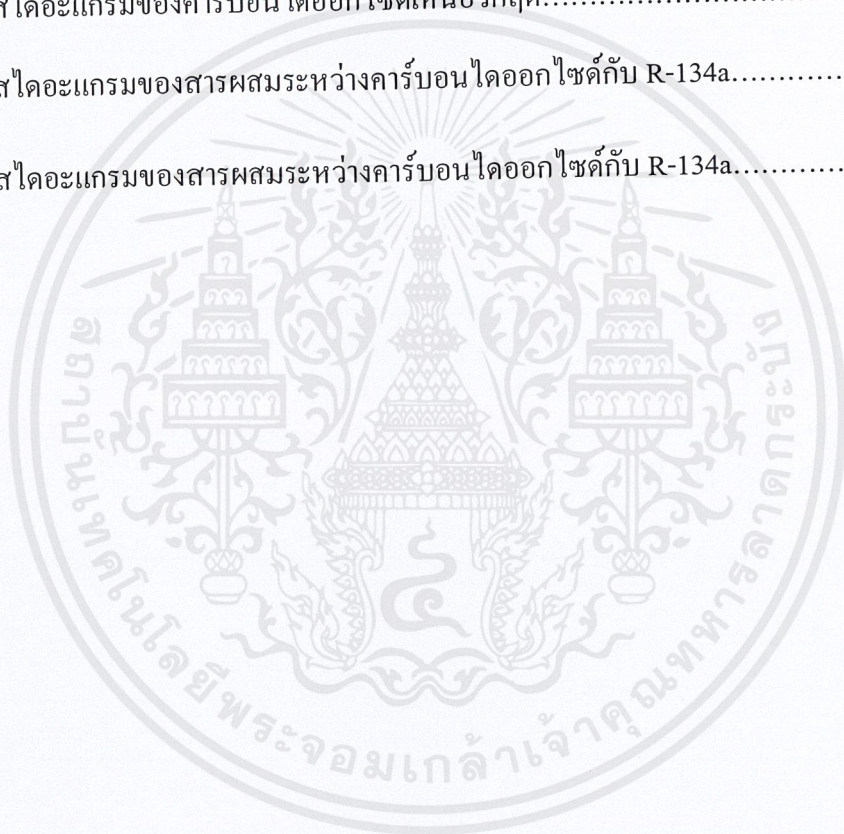 สไดอะแกรมของคาร์บอนไดออกไซด์เหนือวิกฤต............................
สไดอะแกรมของสารผสมระหว่างคาร์บอนไดออกไซด์กับ R-134a.............
สไดอะแกรมของสารผสมระหว่างคาร์บอนไดออกไซด์กับ R-134a............
สถาบันเทคโนโลยีพระจอมเกล้าเจ้าคุณทหารลาดกระบัง